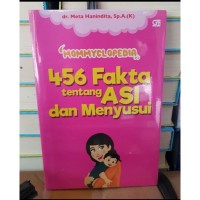 dr. Meta Hanindita, Sp.A.(K)
MOMMYCLOPEDIA
456 Fakta
tentang ASI
dan Menyusui